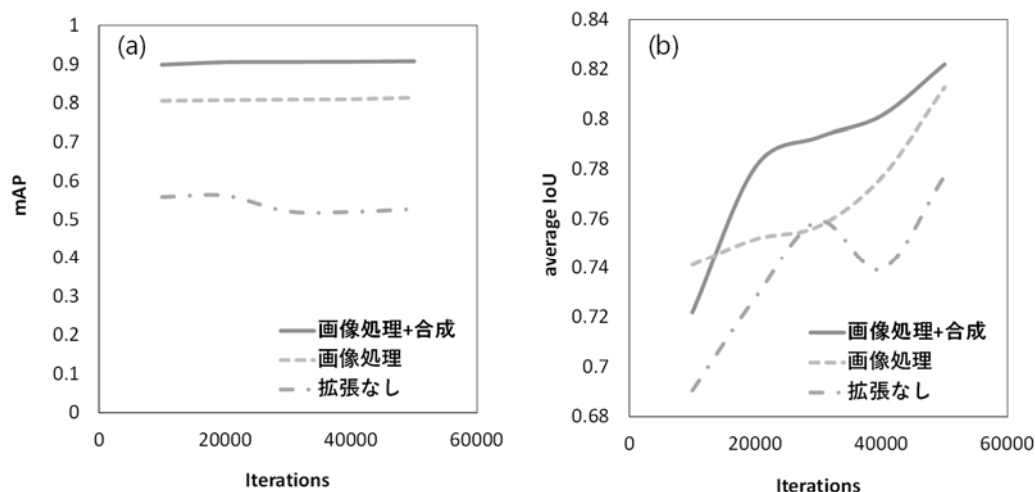 (a)
1
0.9
0.8
0.7
0.6
0.5
0.4
0.3
0.2
0.1
0
mAP
画像処理+合成
画像処理
拡張なし
0 20000 40000 60000
Iterations
(b)
0.84
0.82
0.8
0.78
0.76
0.74
0.72
0.7
0.68
average IoU
画像処理+合成
画像処理
拡張なし
0 20000 40000 60000
Iterations